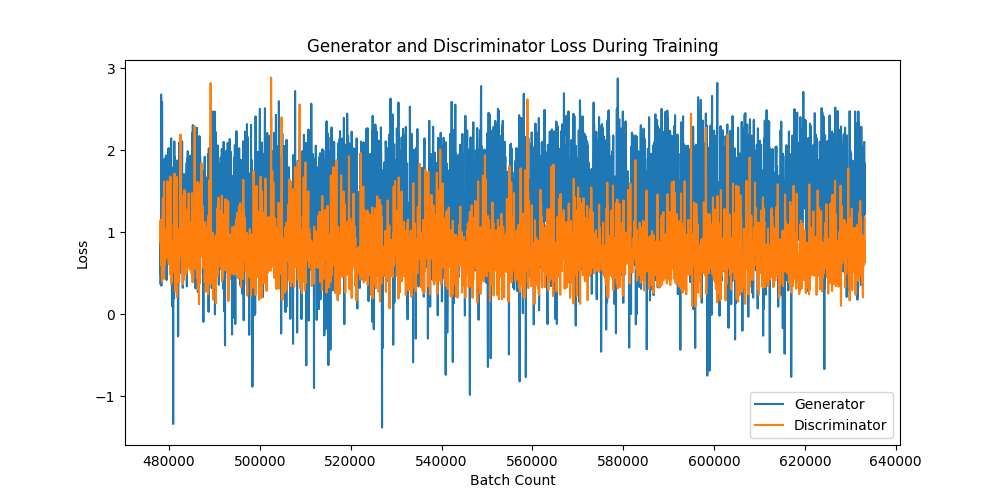 Generator and Discriminator Loss During Training
Loss
3
2
1
0
−1
480000 500000 520000 540000 560000 580000 600000 620000 640000
Batch Count
Generator
Discriminator